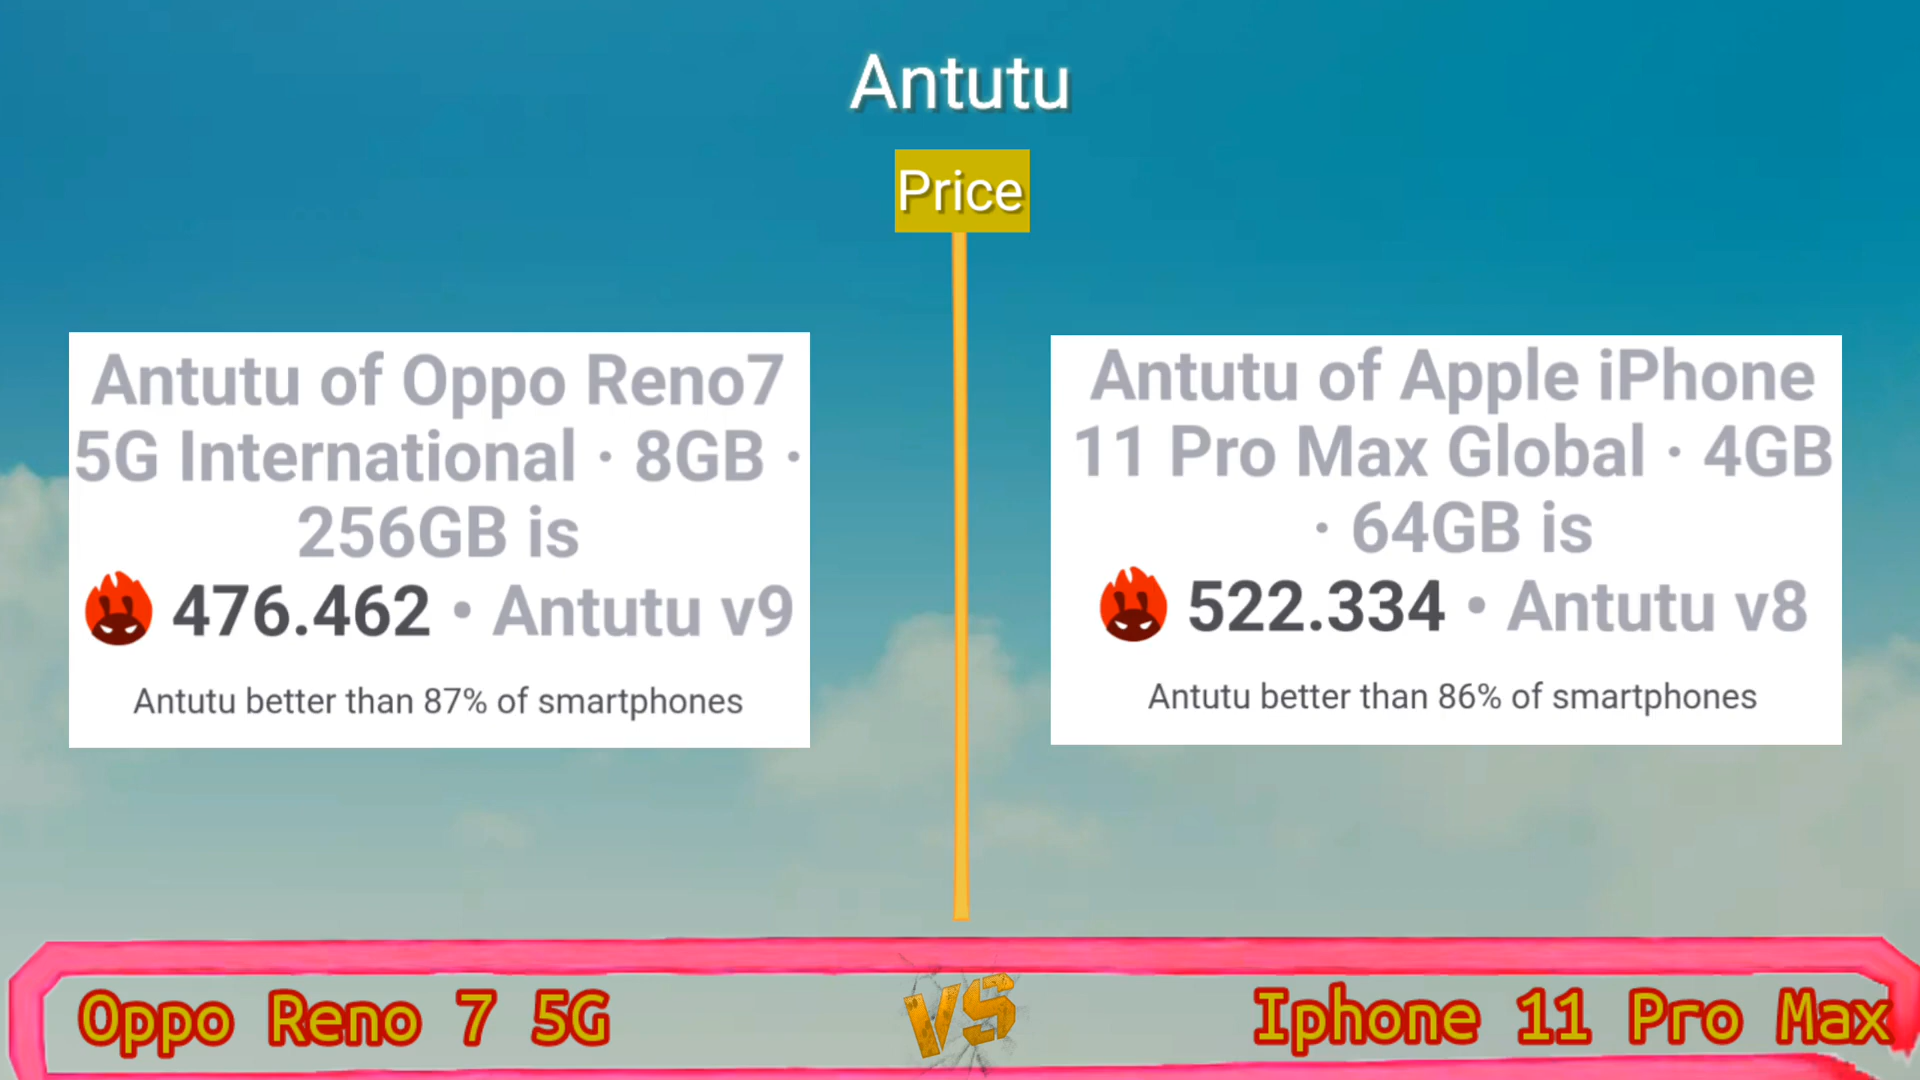 Antutu
Price
Antutu of Oppo Reno7
5G International · 8GB ·
256GB is
476.462 • Antutu v9
Antutu better than 87% of smartphones
Antutu of Apple iPhone
11 Pro Max Global · 4GB
· 64GB is
522.334 • Antutu v8
Antutu better than 86% of smartphones
Oppo Reno 7 5G
VS
Iphone 11 Pro Max